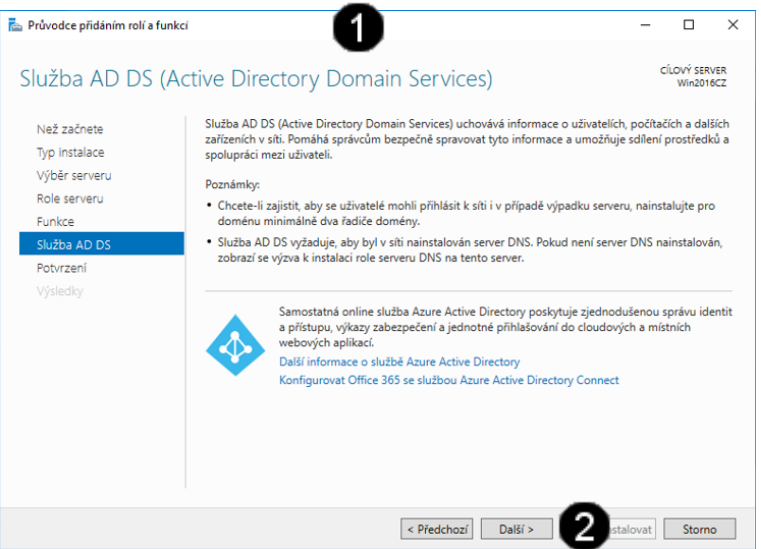 Průvodce přidáním rolí a funkcí
1
Služba AD DS (Active Directory Domain Services)
CÍLOVÝ SERVER
Win2016CZ
Než začnete
Typ instalace
Výběr serveru
Role serveru
Funkce
Služba AD DS
Potvrzení
Výsledky
Služba AD DS (Active Directory Domain Services) uchovává informace o uživatelích, počítačích a dalších
zařízeních v síti. Pomáhá správcům bezpečně spravovat tyto informace a umožňuje sdílení prostředků a
spolupráci mezi uživateli.
Poznámky:
• Chcete-li zajistit, aby se uživatelé mohli přihlásit k síti i v případě výpadku serveru, nainstalujte pro
doménu minimálně dva řadiče domény.
• Služba AD DS vyžaduje, aby byl v síti nainstalován server DNS. Pokud není server DNS nainstalován,
zobrazí se výzva k instalaci role serveru DNS na tento server.
Samostatná online služba Azure Active Directory poskytuje zjednodušenou správu identit
a přístupu, výkazy zabezpečení a jednotné přihlašování do cloudových a místních
webových aplikací.
Další informace o službě Azure Active Directory
Konfigurovat Office 365 se službou Azure Active Directory Connect
< Předchozí Další > 2 stalovat Storno